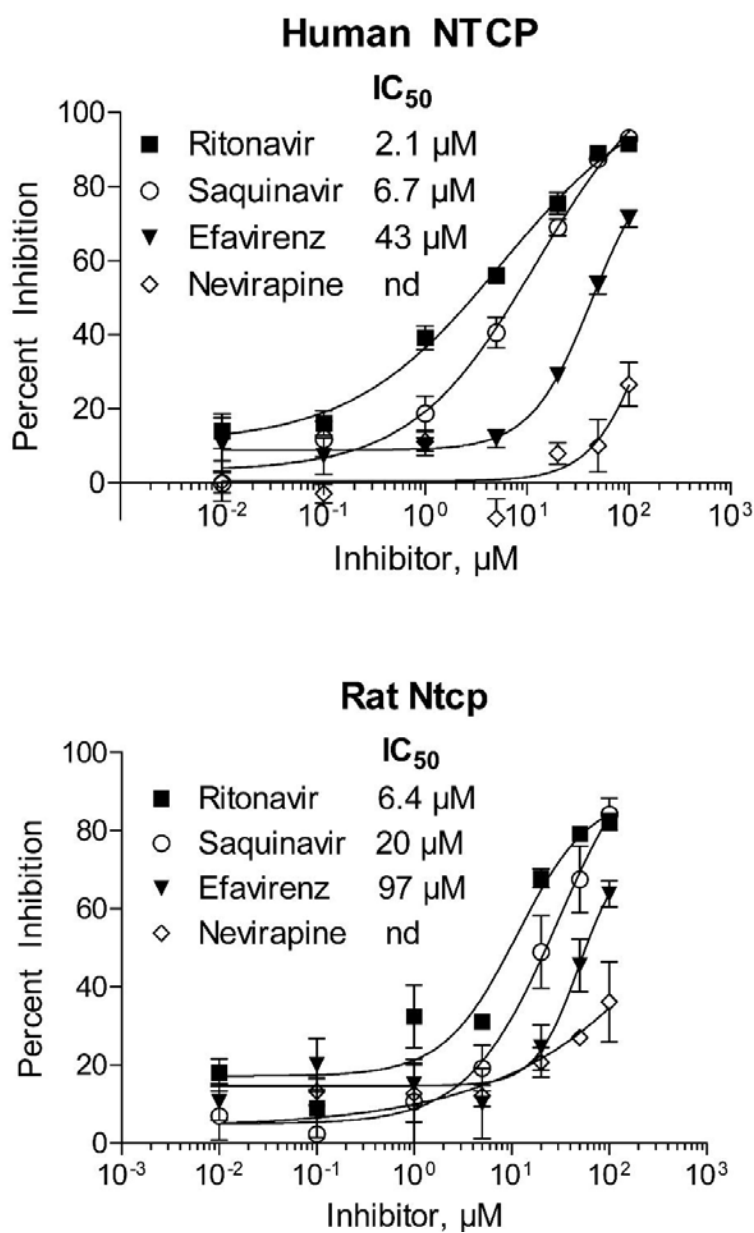 Human NTCP
IC50
Ritonavir 2.1 µM
Saquinavir 6.7 µM
Efavirenz 43 µM
Nevirapine nd
Percent Inhibition
100
80
60
40
20
0
10-2 10-1 100 101 102 103
Inhibitor, µM
Rat Ntcp
IC50
Ritonavir 6.4 µM
Saquinavir 20 µM
Efavirenz 97 µM
Nevirapine nd
Percent Inhibition
100
80
60
40
20
0
10-3 10-2 10-1 100 101 102 103
Inhibitor, µM